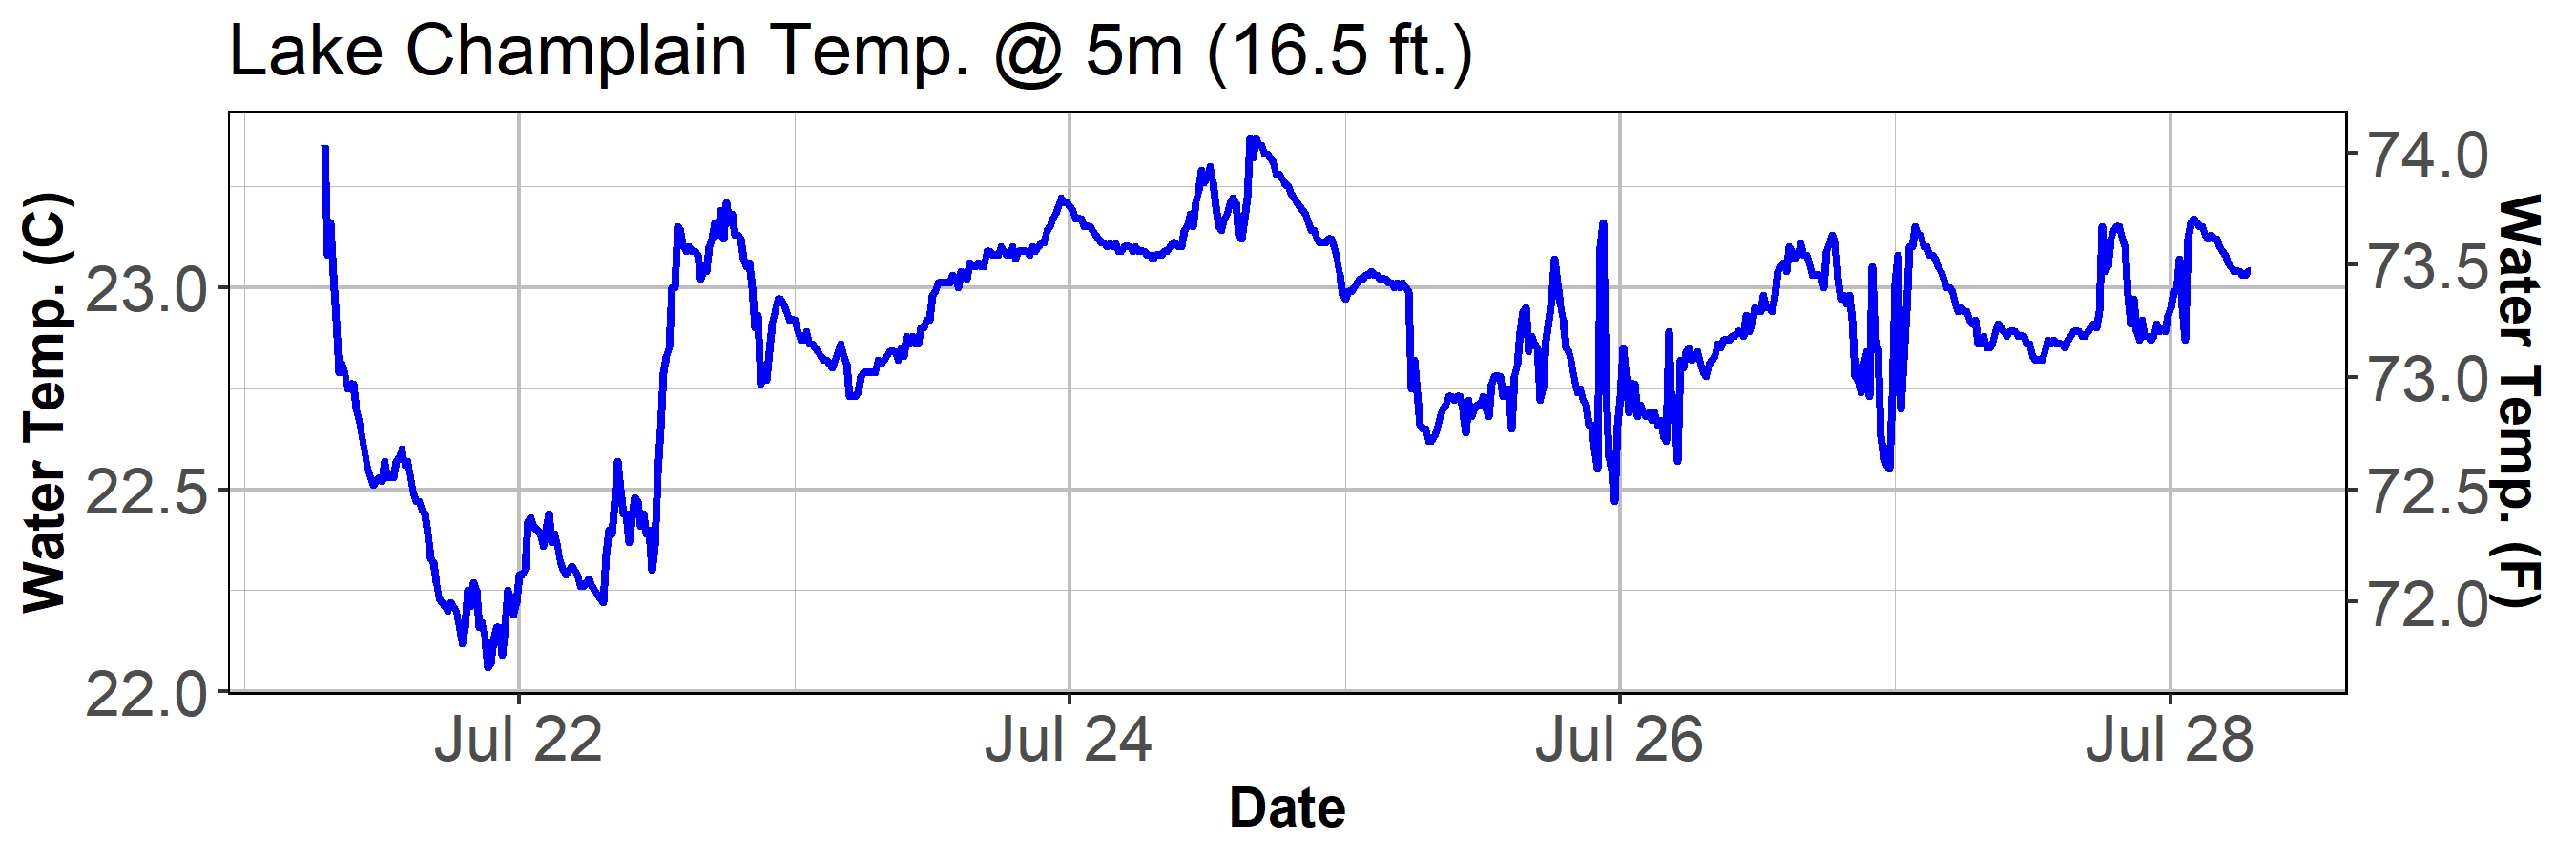 Lake Champlain Temp. @ 5m (16.5 ft.)
Water Temp. (C)
23.0
22.5
22.0
74.0
73.5
73.0
72.5
72.0
Water Temp. (F)
Jul 22 Jul 24 Jul 26 Jul 28
Date